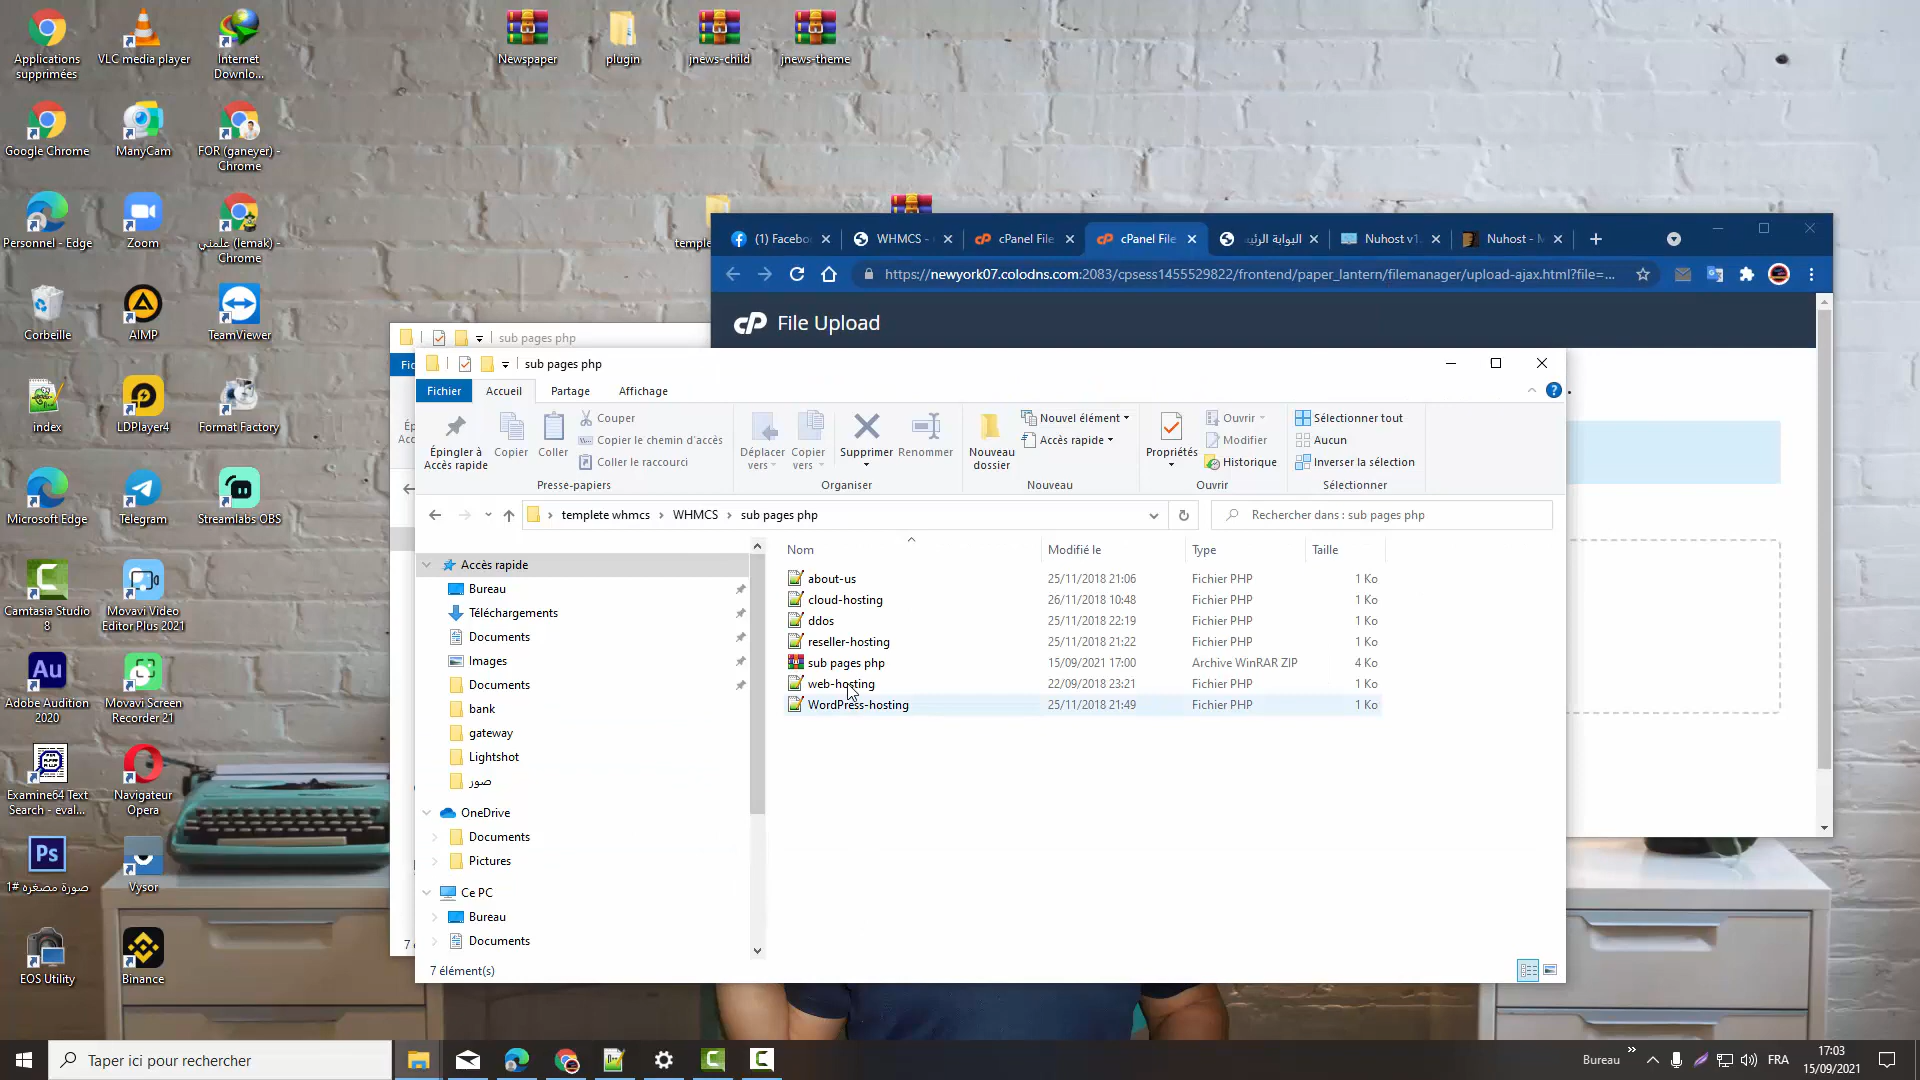 Applications
supprimées
VLC media player
Internet
Downlo...
Newspaper
plugin
jnews-child
jnews-theme
Google Chrome
ManyCam
FOR (ganeyer) -
Chrome
Personnel - Edge
Zoom
علمني (lemak) -
Chrome
Corbeille
AIMP
TeamViewer
index
LDPlayer4
Format Factory
Microsoft Edge
Telegram
Streamlabs OBS
Camtasia Studio
8
Movavi Video
Editor Plus 2021
Adobe Audition
2020
Movavi Screen
Recorder 21
Examine64 Text
Search - eval...
Navigateur
Opera
صورة مصغره #1
Vysor
EOS Utility
Binance
(1) Facebo
WHMCS -
cPanel File
cPanel File
البوابة الرئيـ
Nuhost v1.
Nuhost - M
https://newyork07.colodns.com:2083/cpsess1455529822/frontend/paper_lantern/filemanager/upload-ajax.html?file=...
cP File Upload
sub pages php
sub pages php
Fichier
Accueil
Partage
Affichage
Épingler à
Accès rapide
Copier
Coller
Couper
Copier le chemin d'accès
Coller le raccourci
Presse-papiers
Déplacer
vers
Copier
vers
Supprimer
Renommer
Organiser
Nouveau
dossier
Nouvel élément
Accès rapide
Nouveau
Propriétés
Ouvrir
Modifier
Historique
Ouvrir
Sélectionner tout
Aucun
Inverser la sélection
Sélectionner
templete whmcs > WHMCS > sub pages php
Rechercher dans : sub pages php
Nom Modifié le Type Taille
about-us 25/11/2018 21:06 Fichier PHP 1 Ko
cloud-hosting 26/11/2018 10:48 Fichier PHP 1 Ko
ddos 25/11/2018 22:19 Fichier PHP 1 Ko
reseller-hosting 25/11/2018 21:22 Fichier PHP 1 Ko
sub pages php 15/09/2021 17:00 Archive WinRAR ZIP 4 Ko
web-hosting 22/09/2018 23:21 Fichier PHP 1 Ko
WordPress-hosting 25/11/2018 21:49 Fichier PHP 1 Ko
Accès rapide
Bureau
Téléchargements
Documents
Images
Documents
bank
gateway
Lightshot
صور
OneDrive
Documents
Pictures
Ce PC
Bureau
Documents
7 élément(s)
Taper ici pour rechercher
Bureau
FRA
17:03
15/09/2021